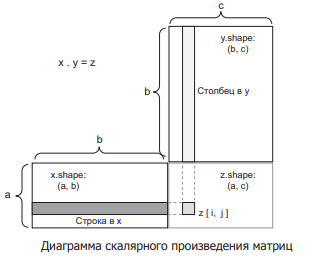 c
y.shape:
(b, c)
x . y = z
b
Столбец в y
b
x.shape:
(a, b)
z.shape:
(a, c)
a
z [ i, j ]
Строка в x
Диаграмма скалярного произведения матриц